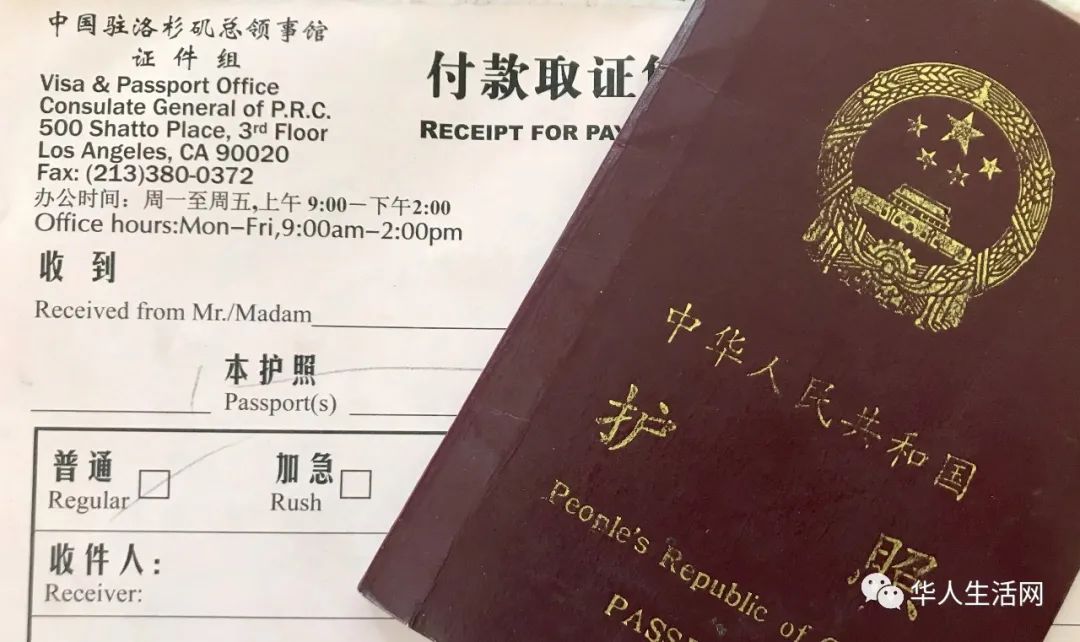 中国驻洛杉矶总领事馆
证件组
Visa & Passport Office
Consulate General of P.R.C.
500 Shatto Place, 3rd Floor
Los Angeles, CA 90020
Fax: (213)380-0372
办公时间：周一至周五,上午 9:00－下午2:00
Office hours:Mon–Fri,9:00am–2:00pm
付款取证
RECEIPT FOR
收到
Received from Mr./Madam
本护照
Passport(s)
普通
Regular
加急
Rush
收件人:
Receiver:
中华人民共和国
护照
People's Republic of
华人生活网